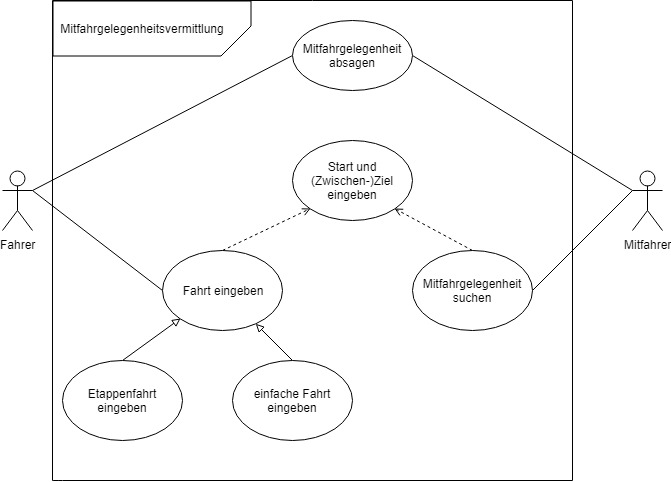 Mitfahrgelegenheitsvermittlung
Mitfahrgelegenheit
absagen
Start und
(Zwischen-)Ziel
eingeben
Fahrer
Mitfahrer
Fahrt eingeben
Mitfahrgelegenheit
suchen
Etappenfahrt
eingeben
einfache Fahrt
eingeben